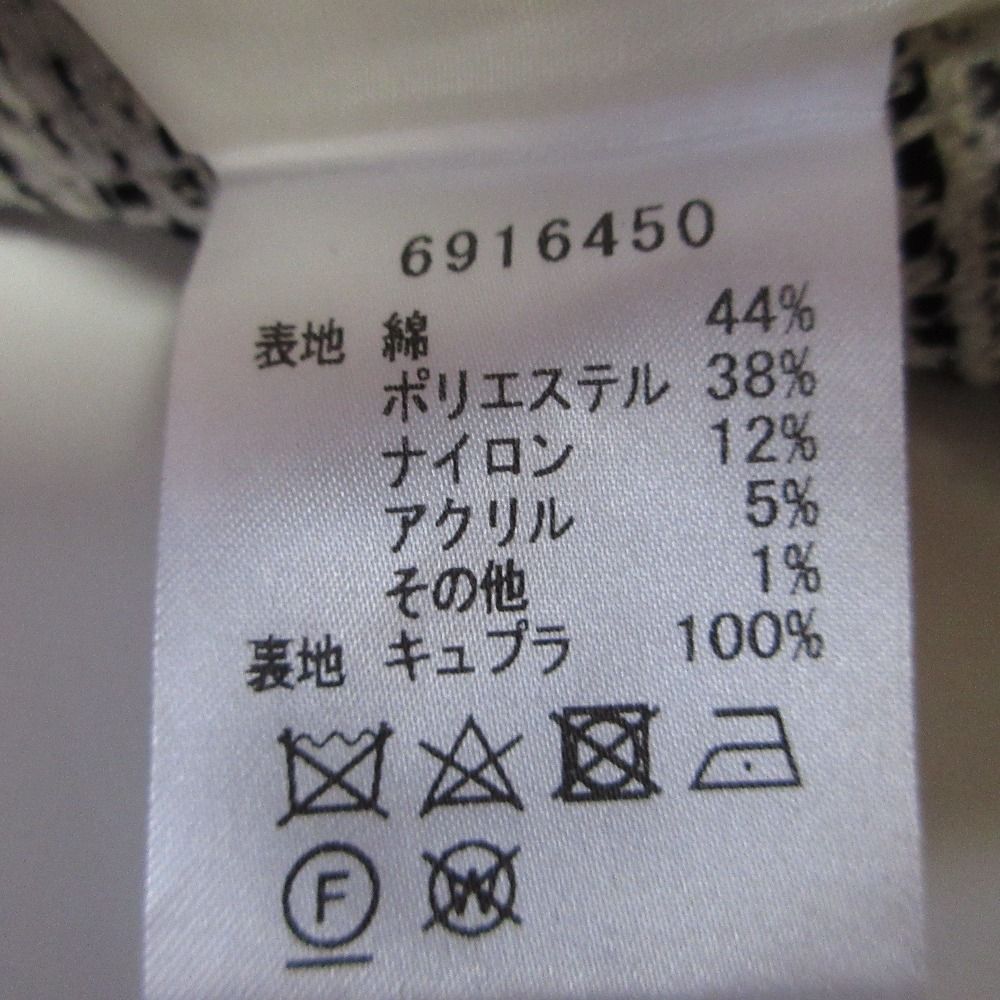 6916450
表地 綿 44%
ポリエステル 38%
ナイロン 12%
アクリル 5%
その他 1%
裏地 キュプラ 100%
F W